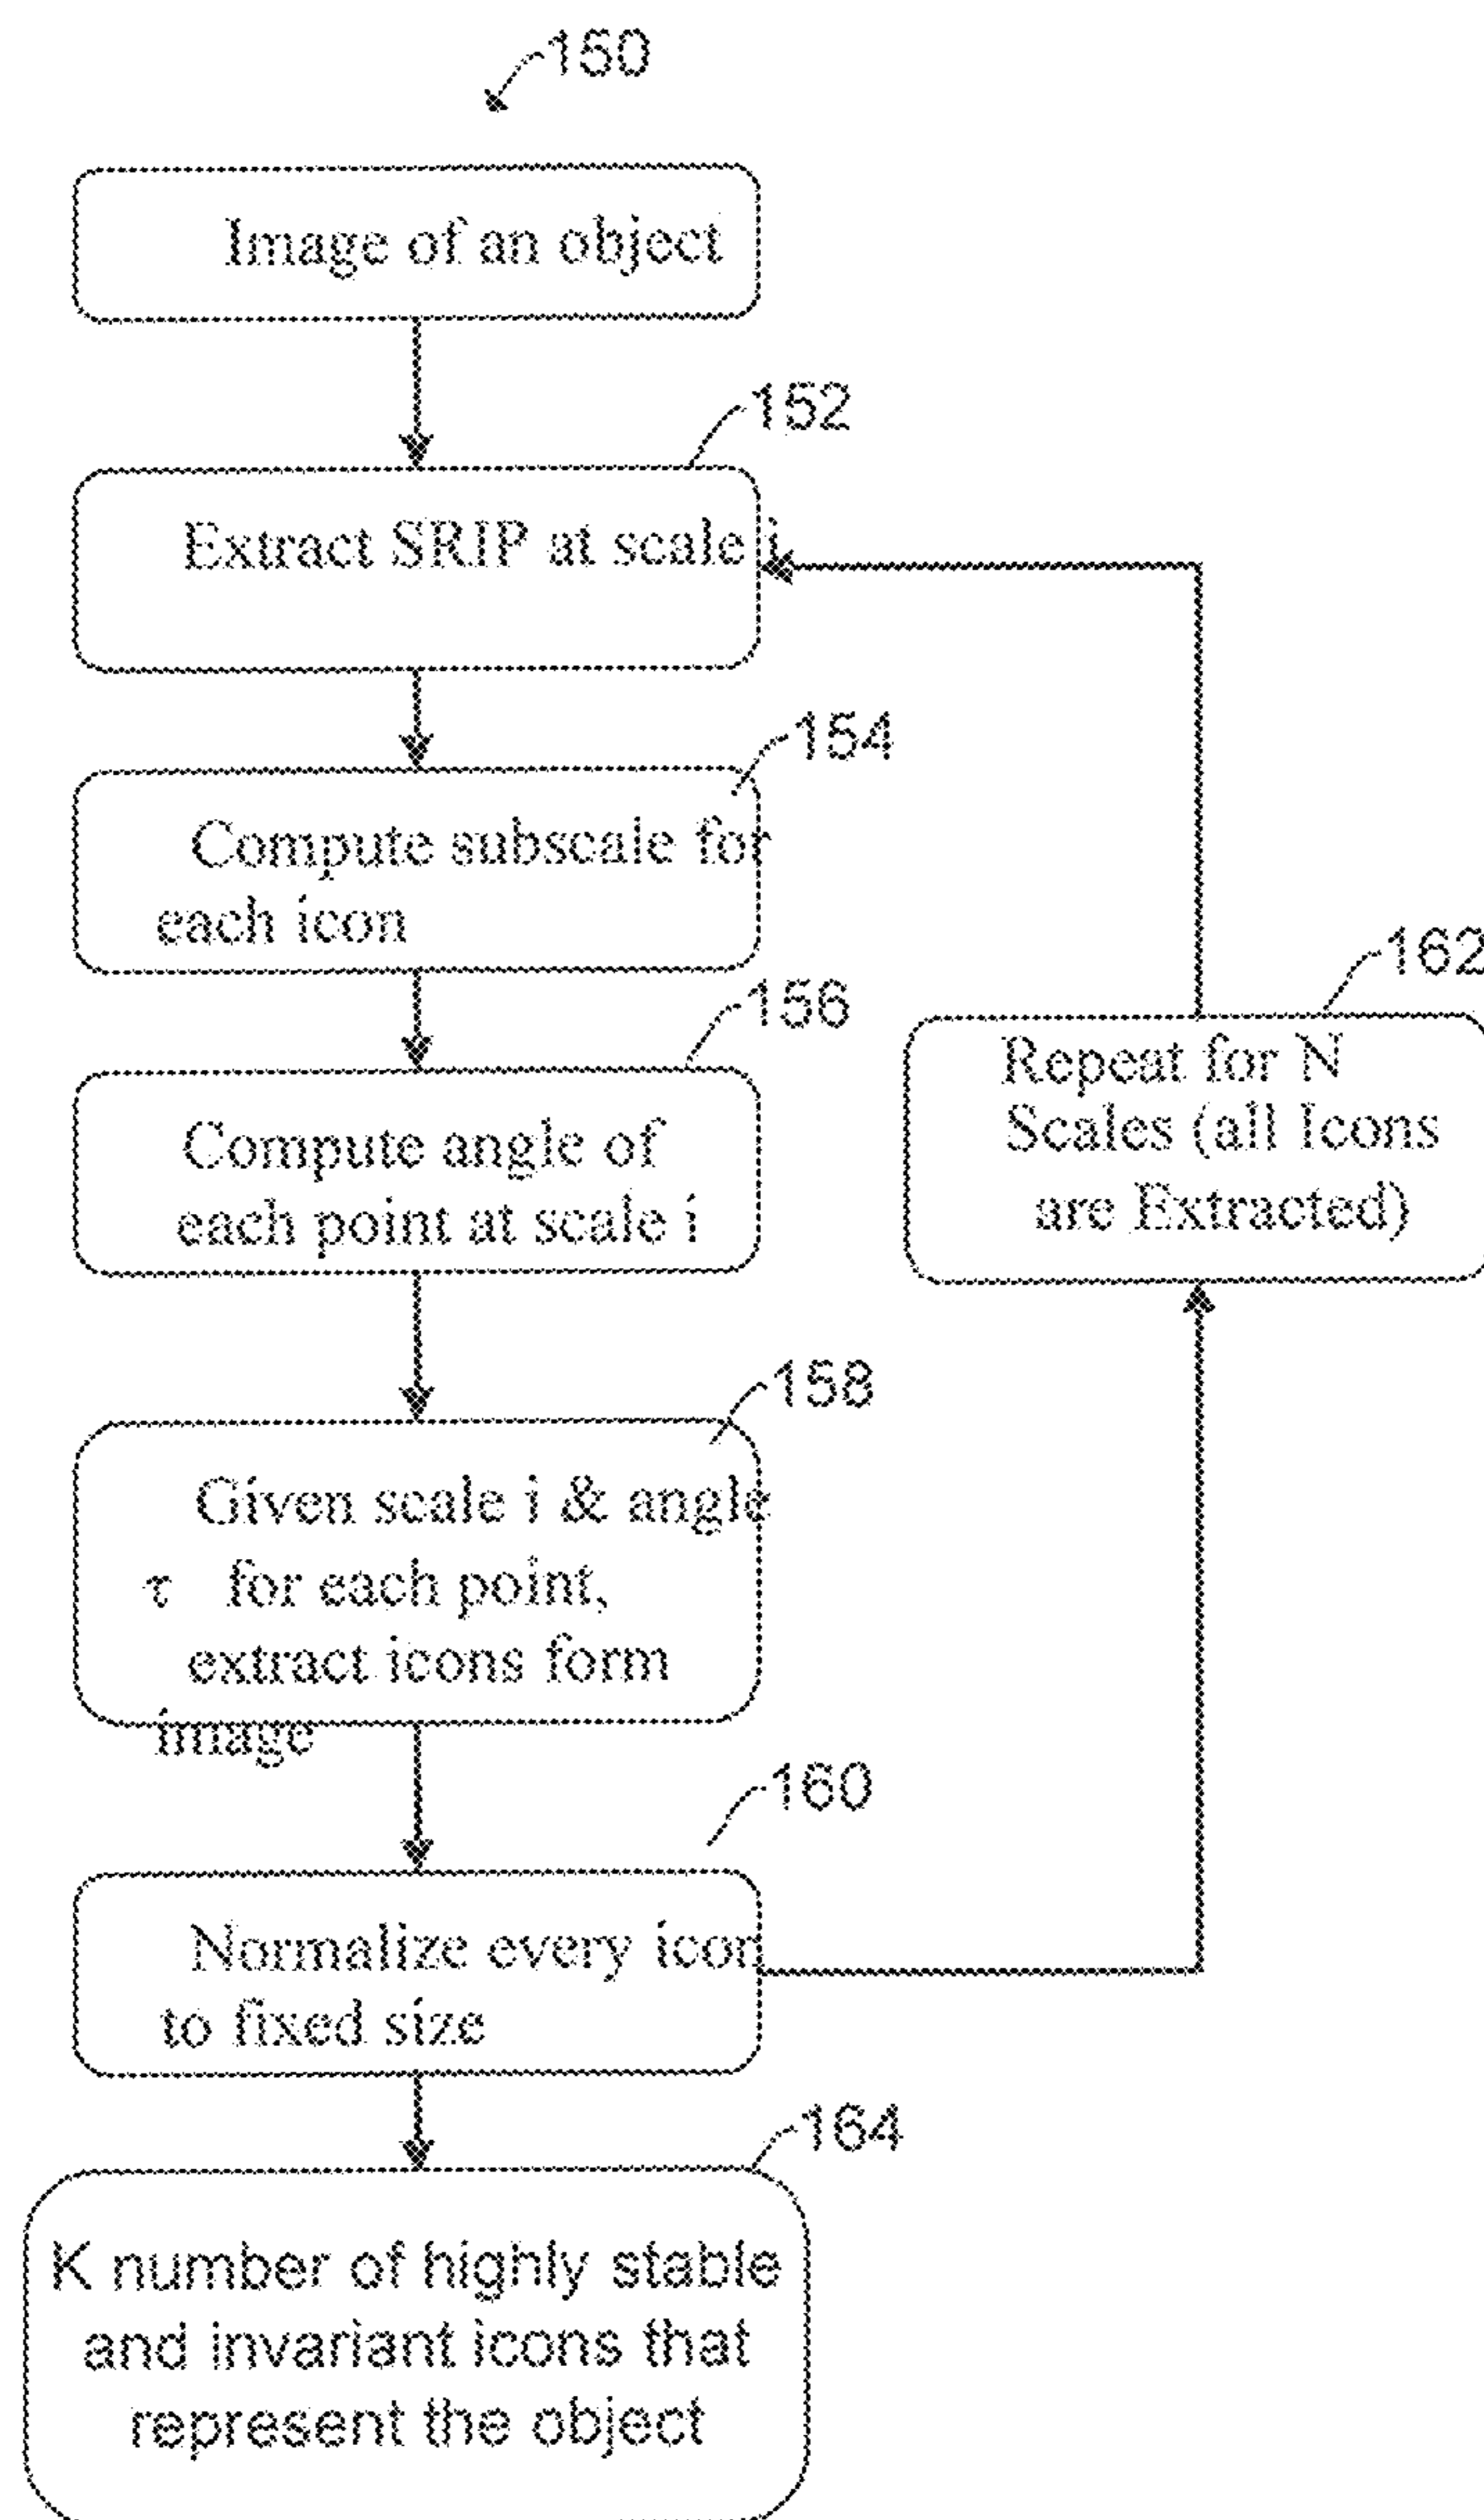 150
Image of an object
152
Extract SRIP at scale i
154
Compute subscale for
each icon
156
Compute angle of
each point at scale i
162
Repeat for N
Scales (all Icons
are Extracted)
158
Given scale i & angle
τ for each point,
extract icons form
image
160
Normalize every icon
to fixed size
164
K number of highly stable
and invariant icons that
represent the object